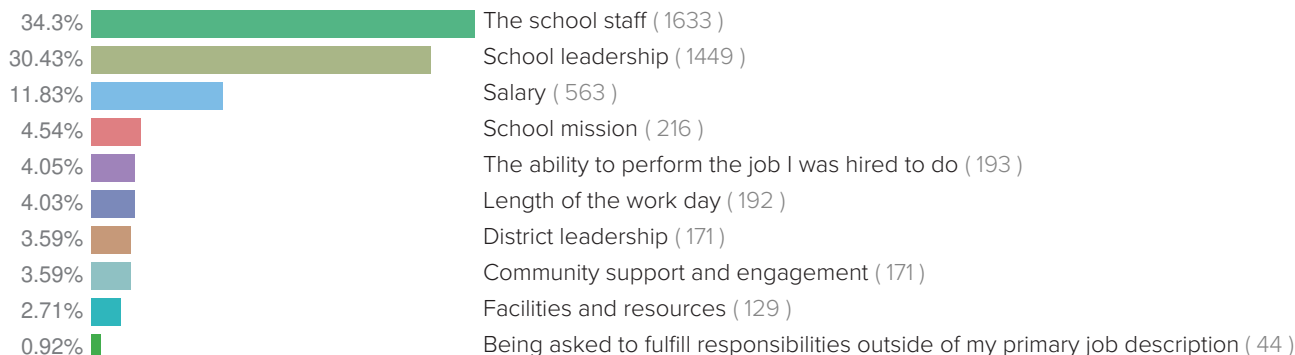 34.3% The school staff ( 1633 )
30.43% School leadership ( 1449 )
11.83% Salary ( 563 )
4.54% School mission ( 216 )
4.05% The ability to perform the job I was hired to do ( 193 )
4.03% Length of the work day ( 192 )
3.59% District leadership ( 171 )
3.59% Community support and engagement ( 171 )
2.71% Facilities and resources ( 129 )
0.92% Being asked to fulfill responsibilities outside of my primary job description ( 44 )